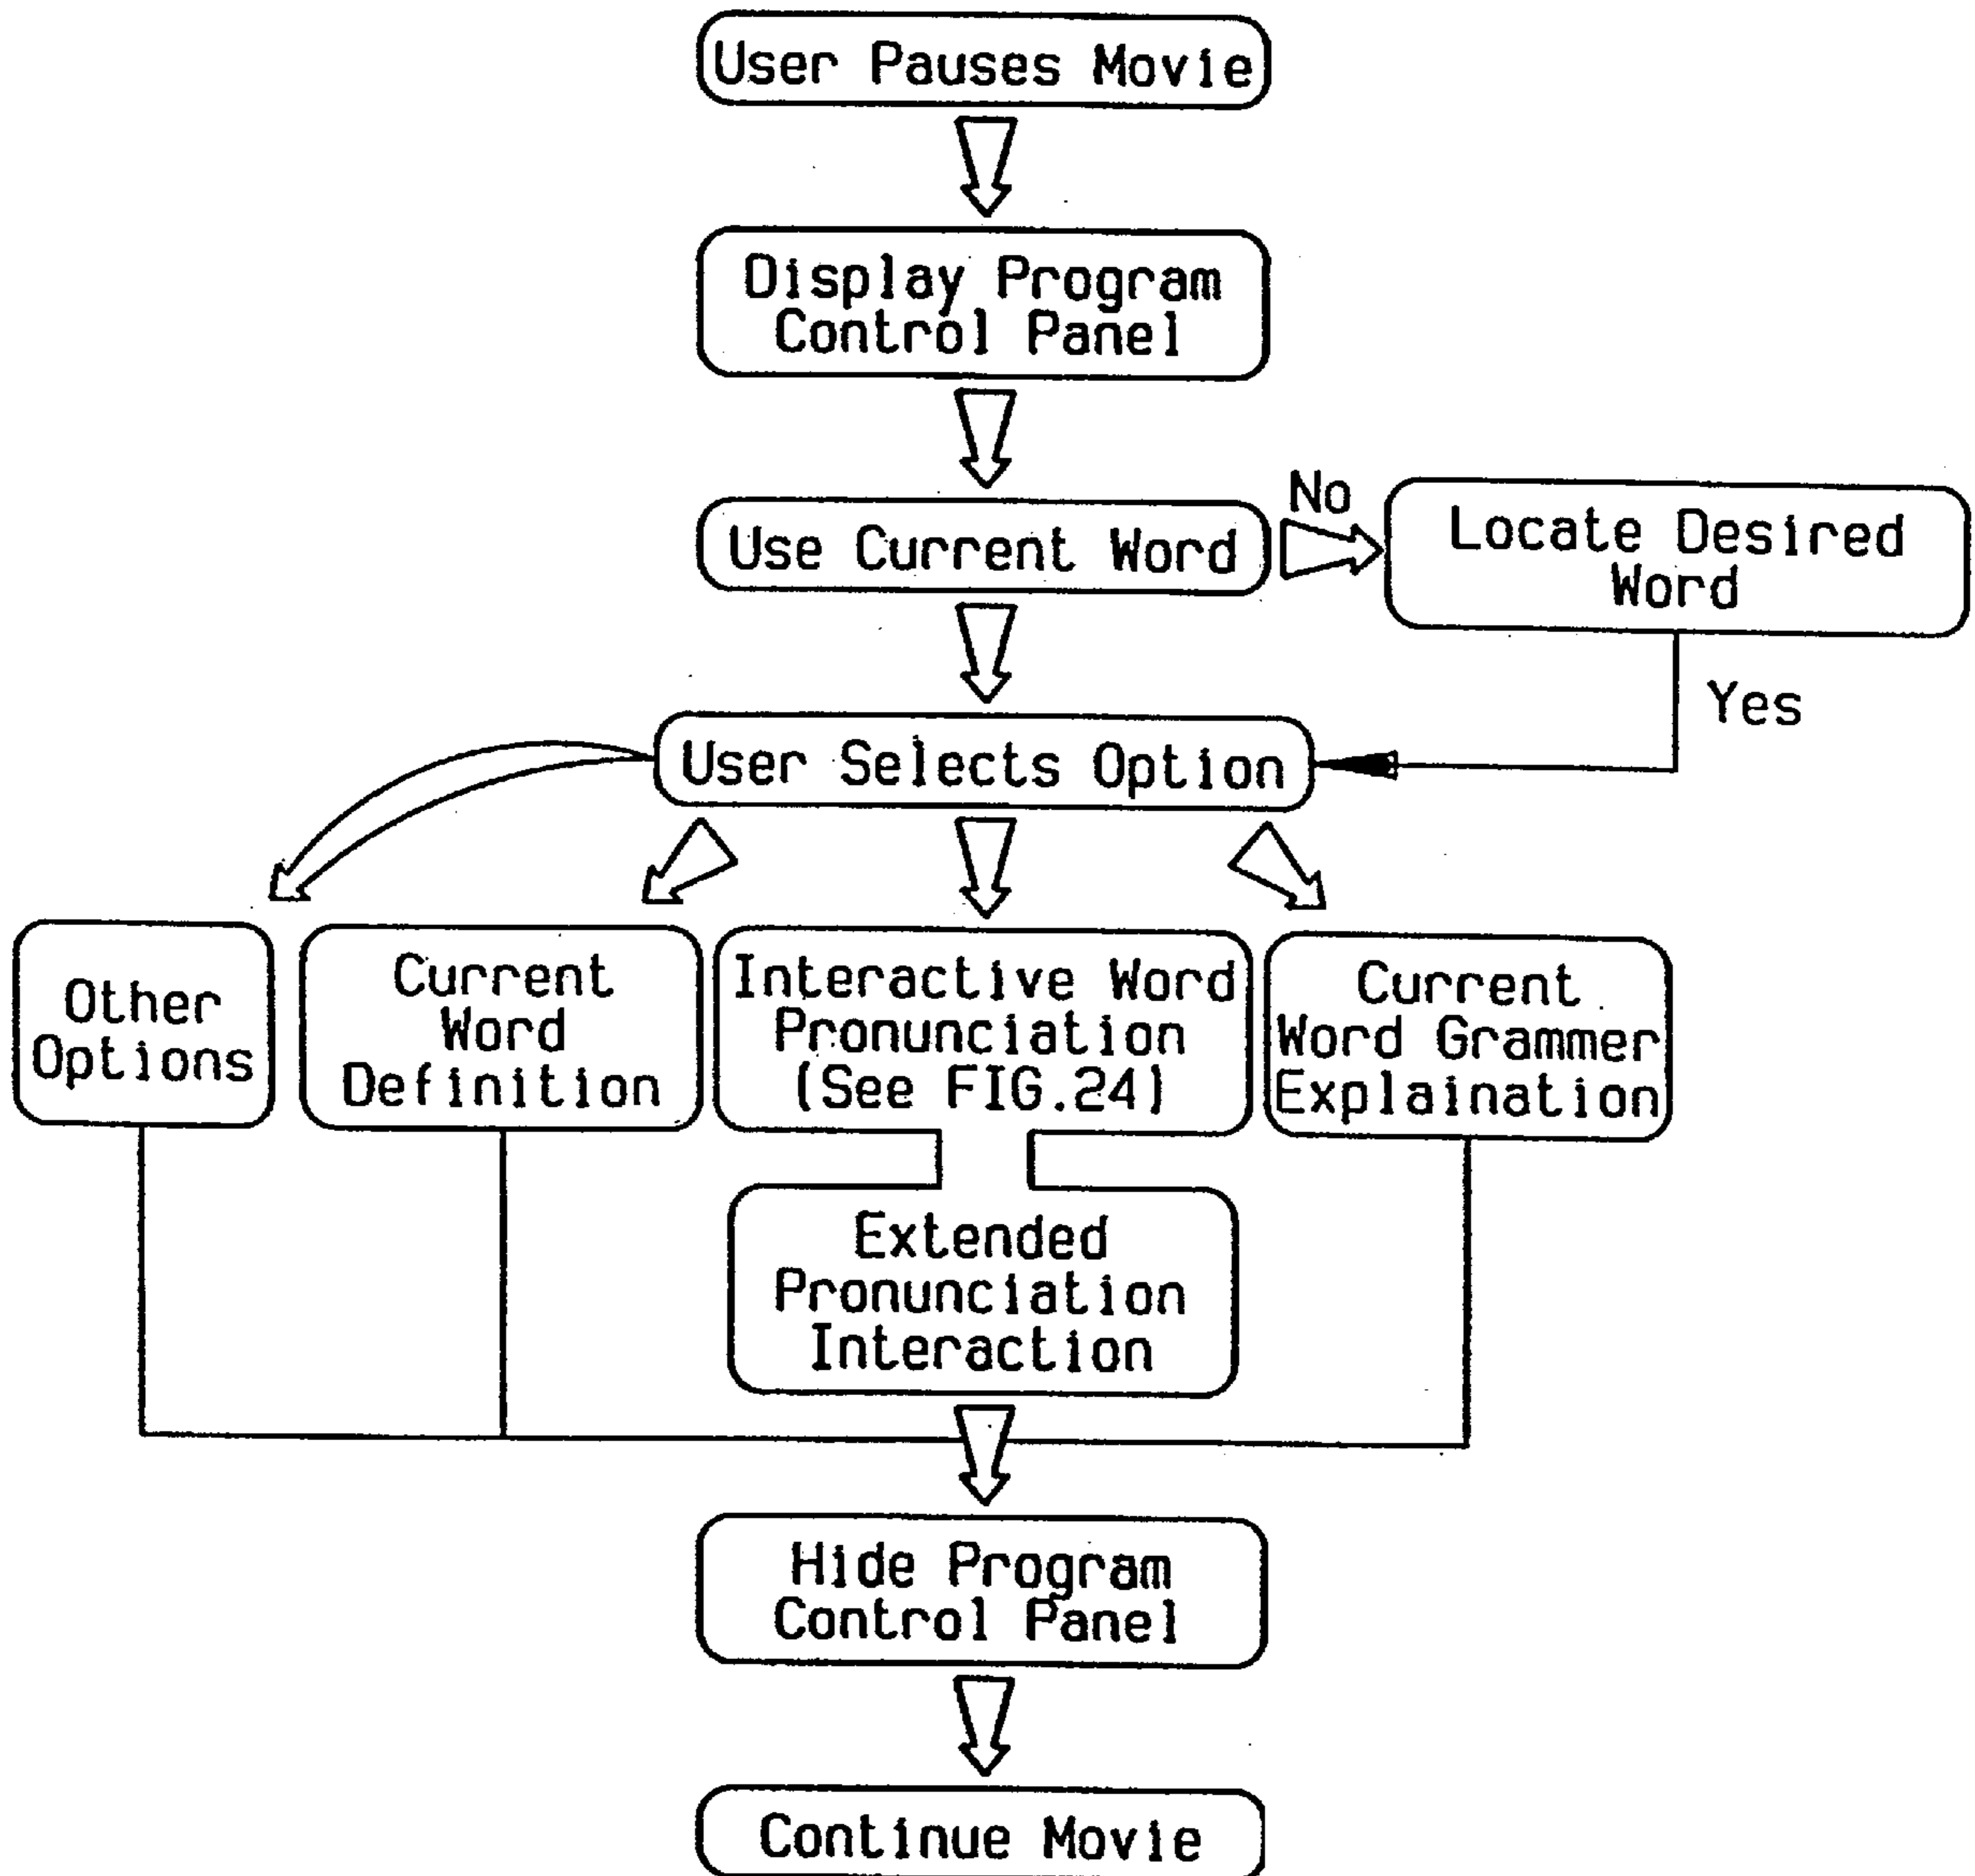 User Pauses Movie
Display Program
Control Panel
Use Current Word
No
Locate Desired
Word
Yes
User Selects Option
Other
Options
Current
Word
Definition
Interactive Word
Pronunciation
(See FIG.24)
Current
Word Grammer
Explaination
Extended
Pronunciation
Interaction
Hide Program
Control Panel
Continue Movie